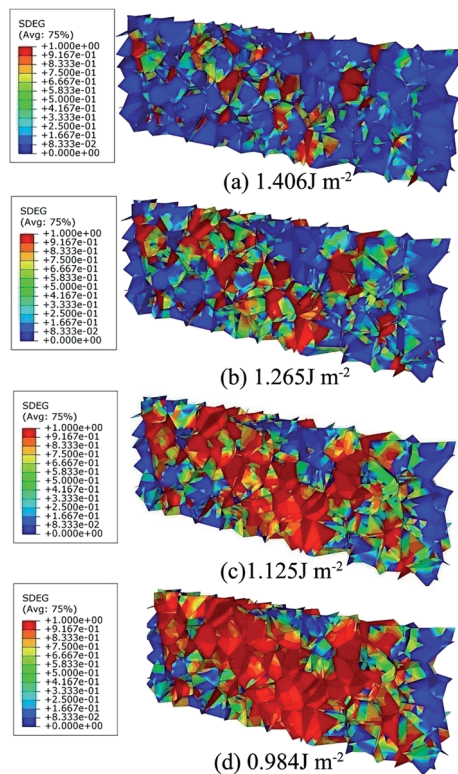 SDEG
(Avg: 75%)
+1.000e+00
+9.167e-01
+8.333e-01
+7.500e-01
+6.667e-01
+5.833e-01
+5.000e-01
+4.167e-01
+3.333e-01
+2.500e-01
+1.667e-01
+8.333e-02
+0.000e+00
(a) 1.406J m-2
SDEG
(Avg: 75%)
+1.000e+00
+9.167e-01
+8.333e-01
+7.500e-01
+6.667e-01
+5.833e-01
+5.000e-01
+4.167e-01
+3.333e-01
+2.500e-01
+1.667e-01
+8.333e-02
+0.000e+00
(b) 1.265J m-2
SDEG
(Avg: 75%)
+1.000e+00
+9.167e-01
+8.333e-01
+7.500e-01
+6.667e-01
+5.833e-01
+5.000e-01
+4.167e-01
+3.333e-01
+2.500e-01
+1.667e-01
+8.333e-02
+0.000e+00
(c)1.125J m-2
SDEG
(Avg: 75%)
+1.000e+00
+9.167e-01
+8.333e-01
+7.500e-01
+6.667e-01
+5.833e-01
+5.000e-01
+4.167e-01
+3.333e-01
+2.500e-01
+1.667e-01
+8.333e-02
+0.000e+00
(d) 0.984J m-2